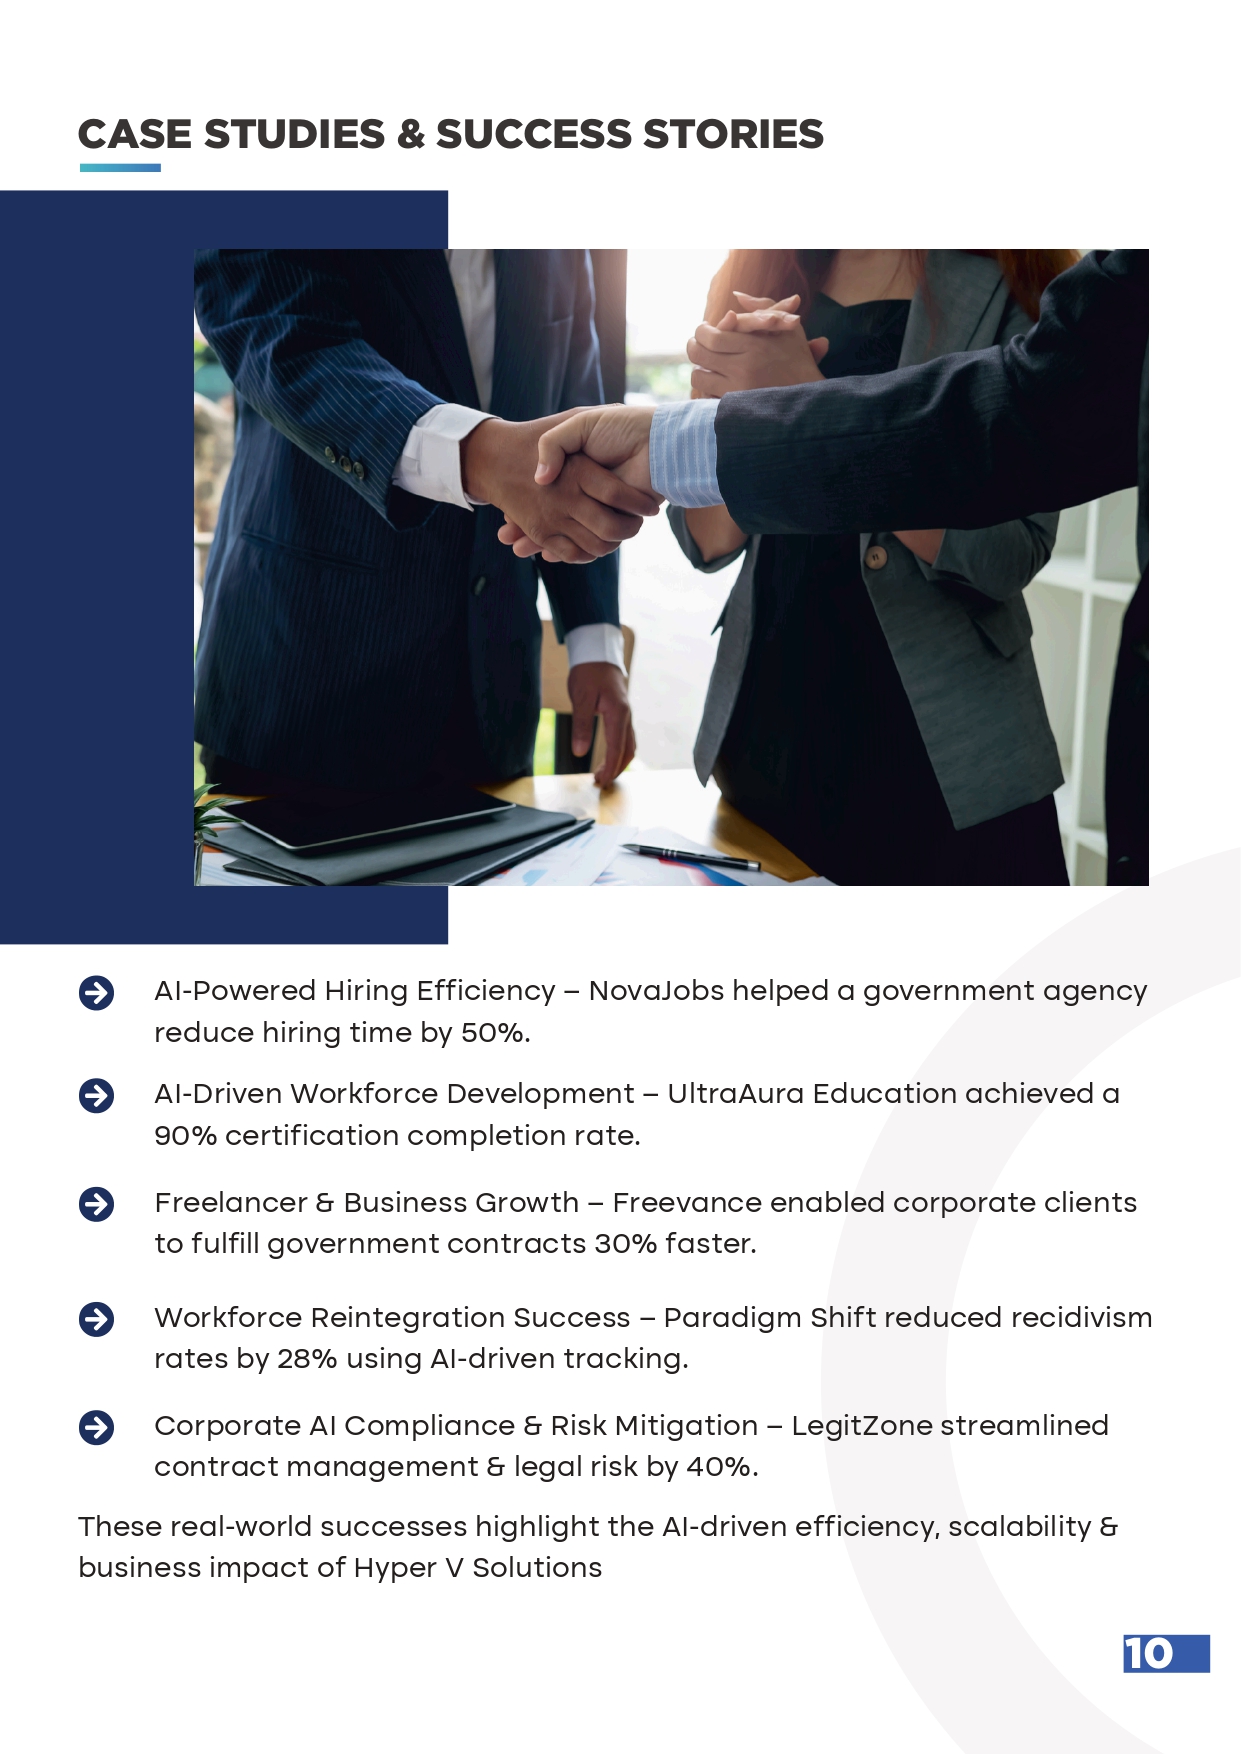 CASE STUDIES & SUCCESS STORIES
AI-Powered Hiring Efficiency – NovaJobs helped a government agency
reduce hiring time by 50%.
AI-Driven Workforce Development – UltraAura Education achieved a
90% certification completion rate.
Freelancer & Business Growth – Freevance enabled corporate clients
to fulfill government contracts 30% faster.
Workforce Reintegration Success – Paradigm Shift reduced recidivism
rates by 28% using AI-driven tracking.
Corporate AI Compliance & Risk Mitigation – LegitZone streamlined
contract management & legal risk by 40%.
These real-world successes highlight the AI-driven efficiency, scalability &
business impact of Hyper V Solutions
10